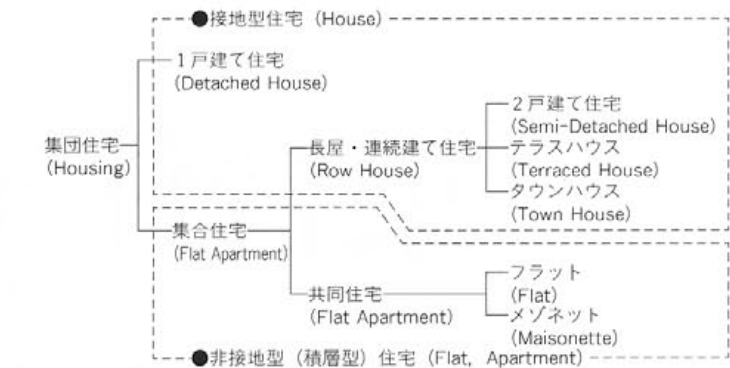 ●接地型住宅（House）
1戸建て住宅
(Detached House)
2戸建て住宅
(Semi-Detached House)
集団住宅
(Housing)
長屋・連続建て住宅
(Row House)
テラスハウス
(Terraced House)
タウンハウス
(Town House)
集合住宅
(Flat Apartment)
フラット
(Flat)
共同住宅
(Flat Apartment)
メゾネット
(Maisonette)
●非接地型（積層型）住宅（Flat, Apartment）